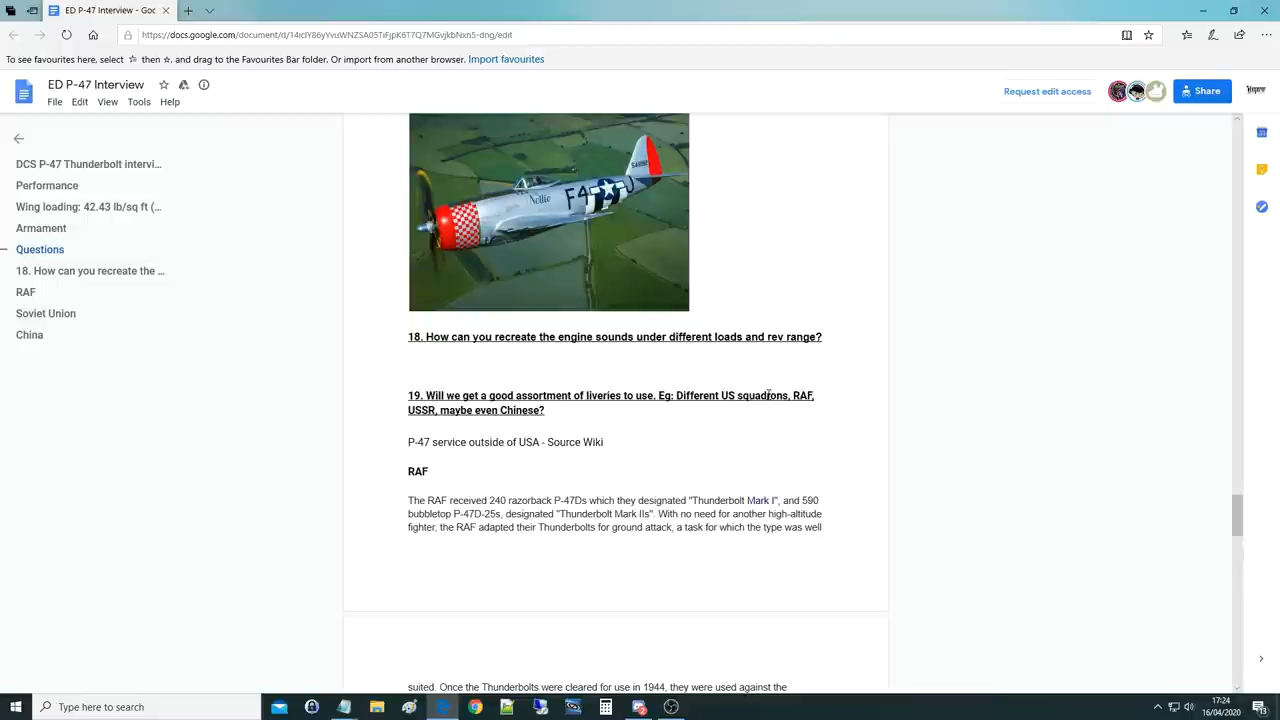 ED P-47 Interview - Goo
https://docs.google.com/document/d/14iclY86yYvuWNZSA05TiFjpK6T7Q7MGvjkbNxn5-dng/edit
To see favourites here, select ☆ then ☆, and drag to the Favourites Bar folder. Or import from another browser. Import favourites
ED P-47 Interview
File Edit View Tools Help
Request edit access
Share
DCS P-47 Thunderbolt intervi...
Performance
Wing loading: 42.43 lb/sq ft (...
Armament
Questions
18. How can you recreate the ...
RAF
Soviet Union
China
Nellie
F4 J
18. How can you recreate the engine sounds under different loads and rev range?
19. Will we get a good assortment of liveries to use. Eg: Different US squadrons, RAF,
USSR, maybe even Chinese?
P-47 service outside of USA - Source Wiki
RAF
The RAF received 240 razorback P-47Ds which they designated "Thunderbolt Mark I", and 590
bubbletop P-47D-25s, designated "Thunderbolt Mark IIs". With no need for another high-altitude
fighter, the RAF adapted their Thunderbolts for ground attack, a task for which the type was well
suited. Once the Thunderbolts were cleared for use in 1944, they were used against the
Type here to search
17:24
16/04/2020
13